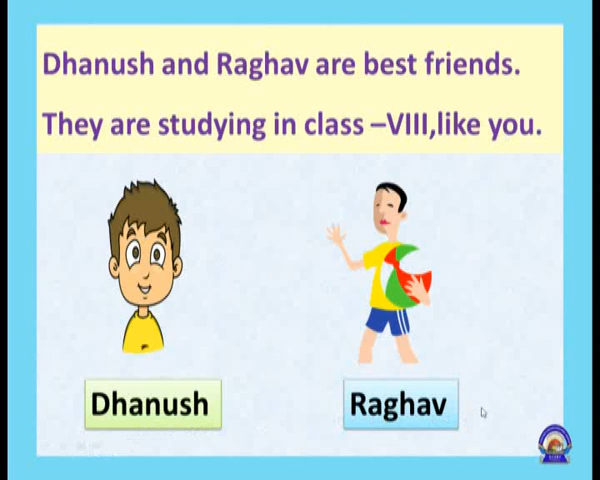 Dhanush and Raghav are best friends.
They are studying in class –VIII,like you.
Dhanush
Raghav